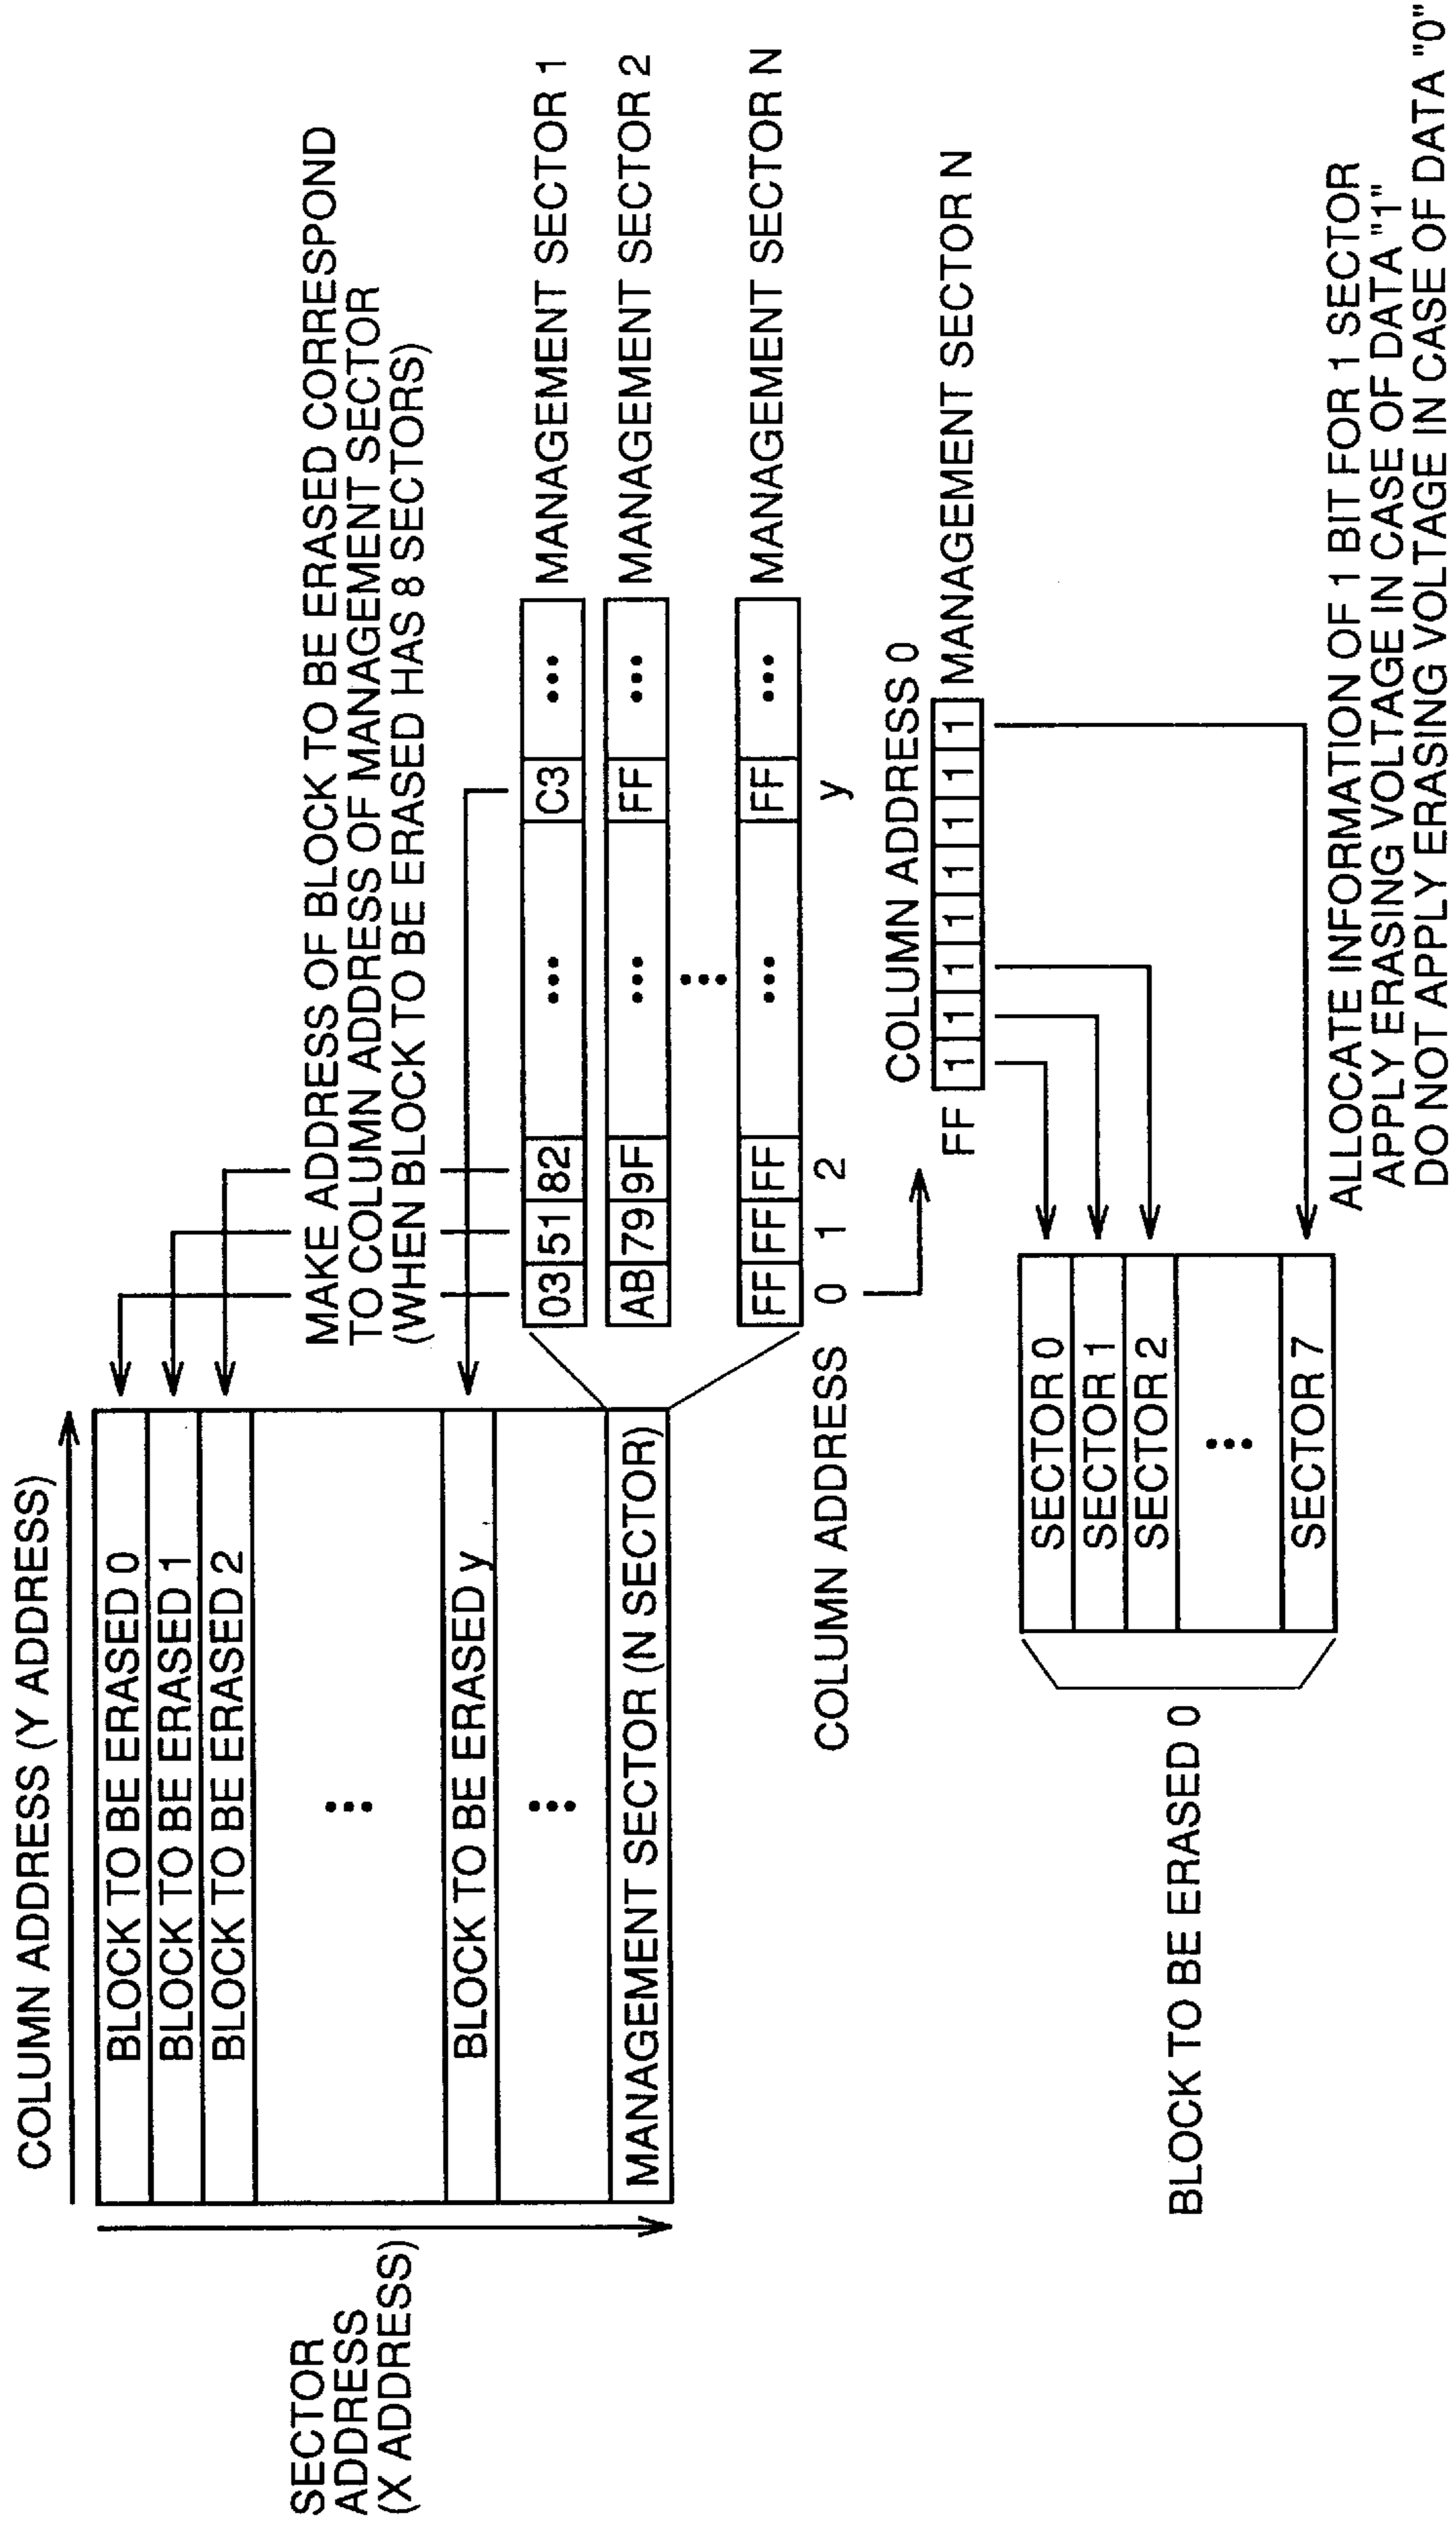 COLUMN ADDRESS (Y ADDRESS)
SECTOR
ADDRESS
(X ADDRESS)
BLOCK TO BE ERASED 0
BLOCK TO BE ERASED 1
BLOCK TO BE ERASED 2
•••
BLOCK TO BE ERASED y
•••
MANAGEMENT SECTOR (N SECTOR)
MAKE ADDRESS OF BLOCK TO BE ERASED CORRESPOND
TO COLUMN ADDRESS OF MANAGEMENT SECTOR
(WHEN BLOCK TO BE ERASED HAS 8 SECTORS)
03 51 82 ••• C3 ••• MANAGEMENT SECTOR 1
AB 79 9F ••• FF ••• MANAGEMENT SECTOR 2
•••
FF FF FF ••• FF ••• MANAGEMENT SECTOR N
COLUMN ADDRESS 0 1 2 y
COLUMN ADDRESS 0
FF 1 1 1 1 1 1 1 1 MANAGEMENT SECTOR N
BLOCK TO BE ERASED 0
SECTOR 0
SECTOR 1
SECTOR 2
•••
SECTOR 7
ALLOCATE INFORMATION OF 1 BIT FOR 1 SECTOR
APPLY ERASING VOLTAGE IN CASE OF DATA "1"
DO NOT APPLY ERASING VOLTAGE IN CASE OF DATA "0"